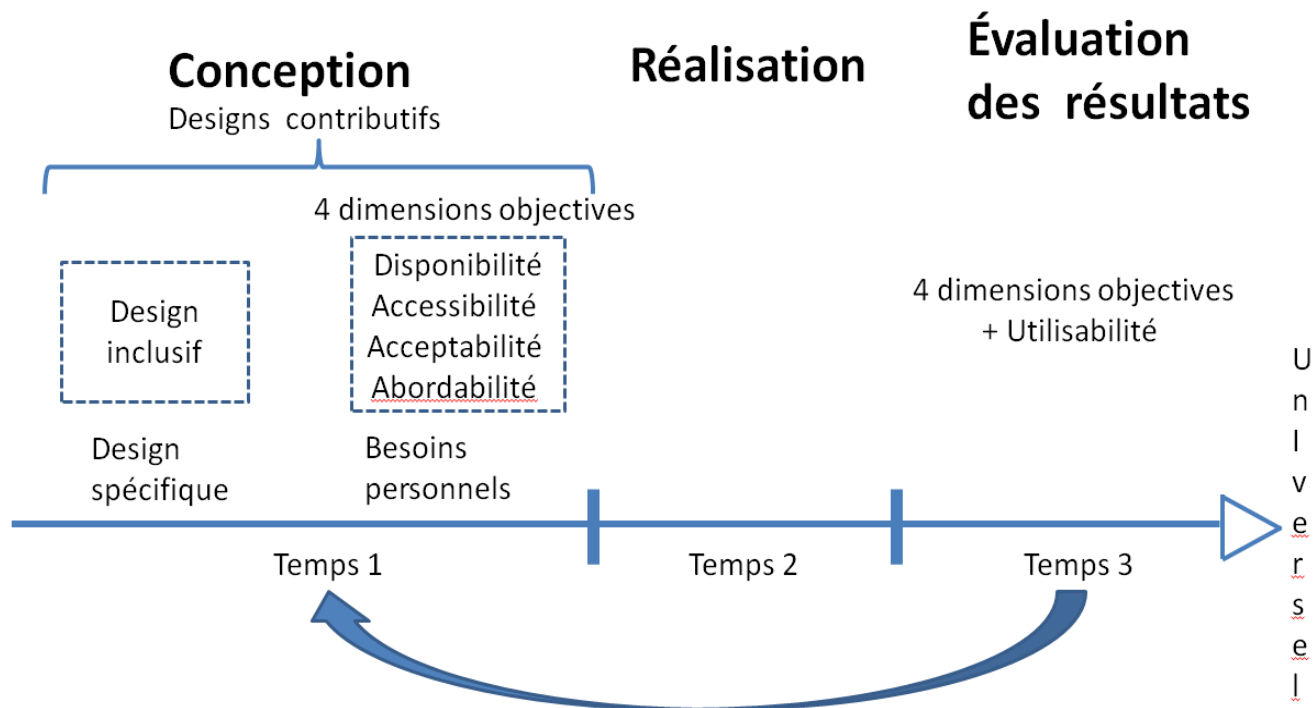 Conception
Designs contributifs
Réalisation
Évaluation
des résultats
4 dimensions objectives
Design
inclusif
Disponibilité
Accessibilité
Acceptabilité
Abordabilité
4 dimensions objectives
+ Utilisabilité
Design
spécifique
Besoins
personnels
Temps 1
Temps 2
Temps 3
U
n
I
v
e
r
s
e
l